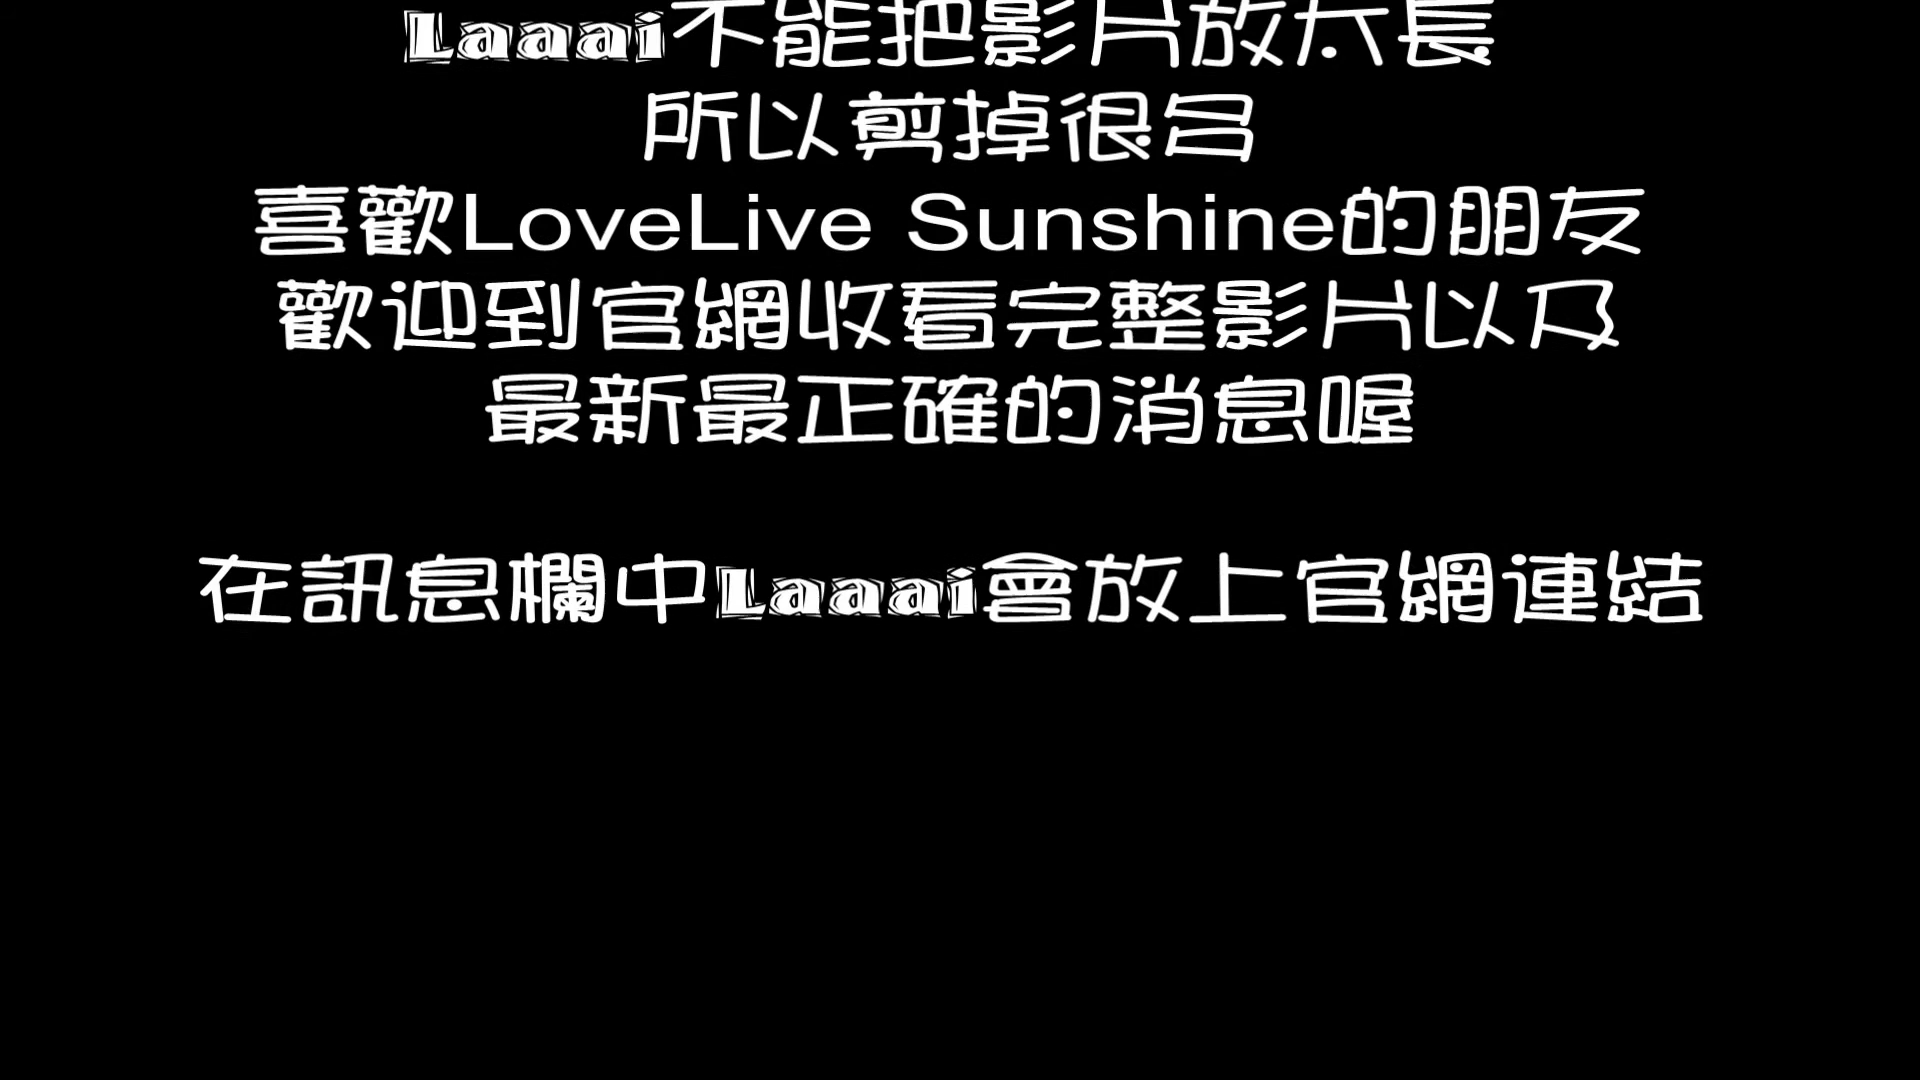 Laaai不能把影片放太長
所以剪掉很多
喜歡LoveLive Sunshine的朋友
歡迎到官網收看完整影片以及
最新最正確的消息喔
在訊息欄中Laaai會放上官網連結